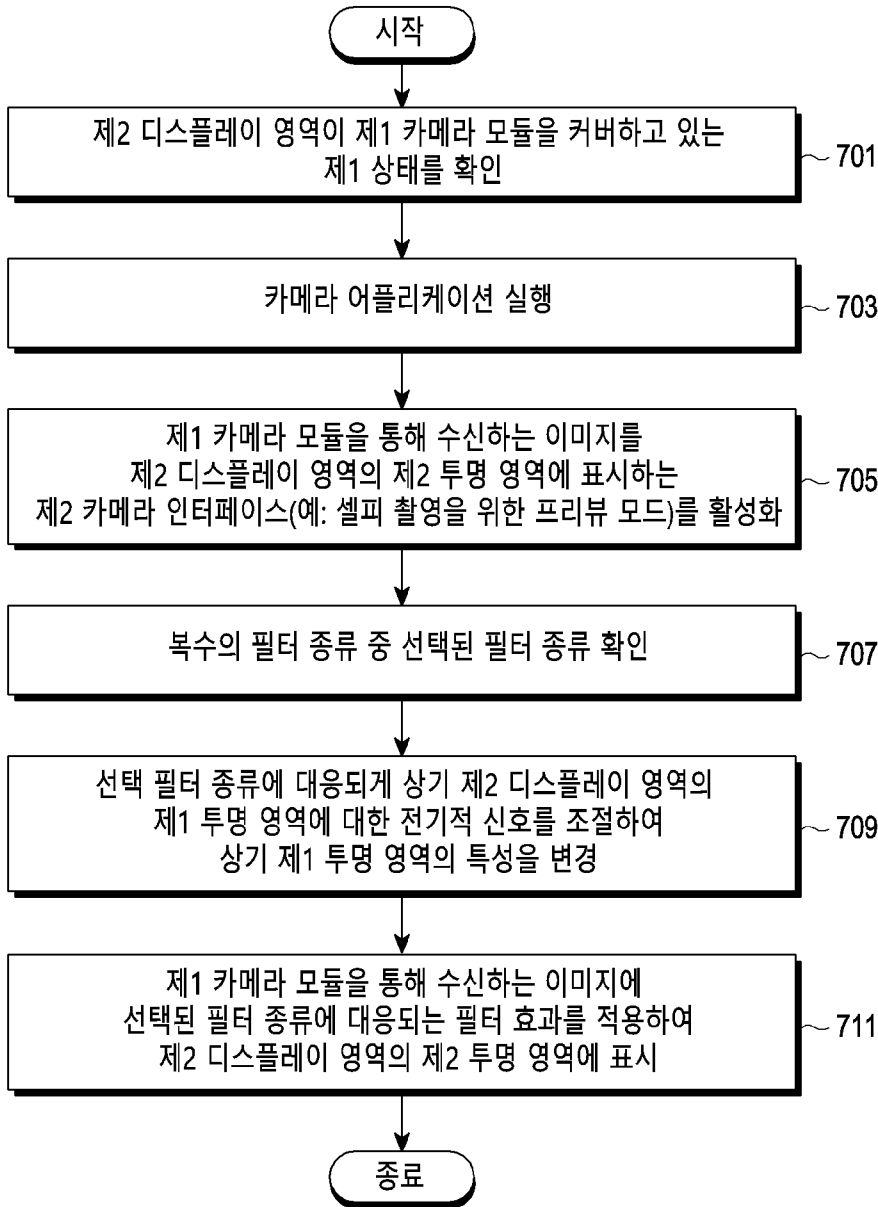 시작
제2 디스플레이 영역이 제1 카메라 모듈을 커버하고 있는
제1 상태를 확인
701
카메라 어플리케이션 실행
703
제1 카메라 모듈을 통해 수신하는 이미지를
제2 디스플레이 영역의 제2 투명 영역에 표시하는
제2 카메라 인터페이스(예: 셀피 촬영을 위한 프리뷰 모드)를 활성화
705
복수의 필터 종류 중 선택된 필터 종류 확인
707
선택 필터 종류에 대응되게 상기 제2 디스플레이 영역의
제1 투명 영역에 대한 전기적 신호를 조절하여
상기 제1 투명 영역의 특성을 변경
709
제1 카메라 모듈을 통해 수신하는 이미지에
선택된 필터 종류에 대응되는 필터 효과를 적용하여
제2 디스플레이 영역의 제2 투명 영역에 표시
711
종료